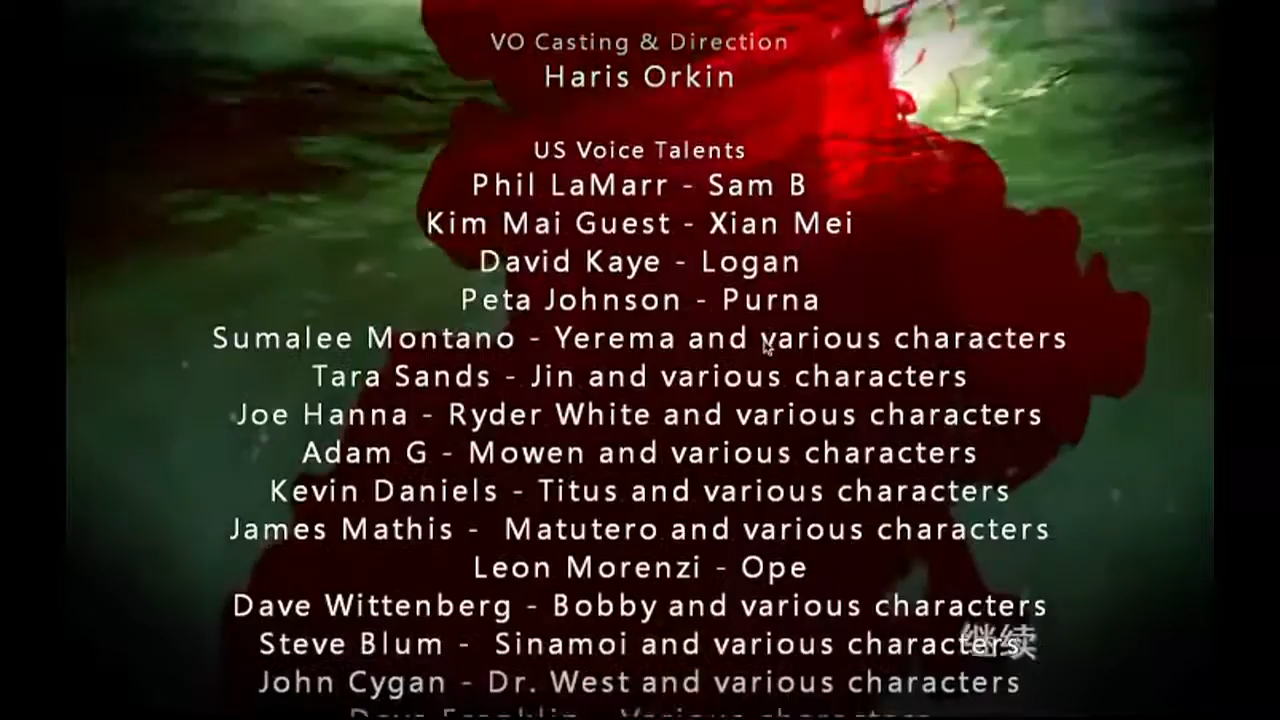 VO Casting & Direction
Haris Orkin
US Voice Talents
Phil LaMarr - Sam B
Kim Mai Guest - Xian Mei
David Kaye - Logan
Peta Johnson - Purna
Sumalee Montano - Yerema and various characters
Tara Sands - Jin and various characters
Joe Hanna - Ryder White and various characters
Adam G - Mowen and various characters
Kevin Daniels - Titus and various characters
James Mathis - Matutero and various characters
Leon Morenzi - Ope
Dave Wittenberg - Bobby and various characters
Steve Blum - Sinamoi and various characters
继续
John Cygan - Dr. West and various characters